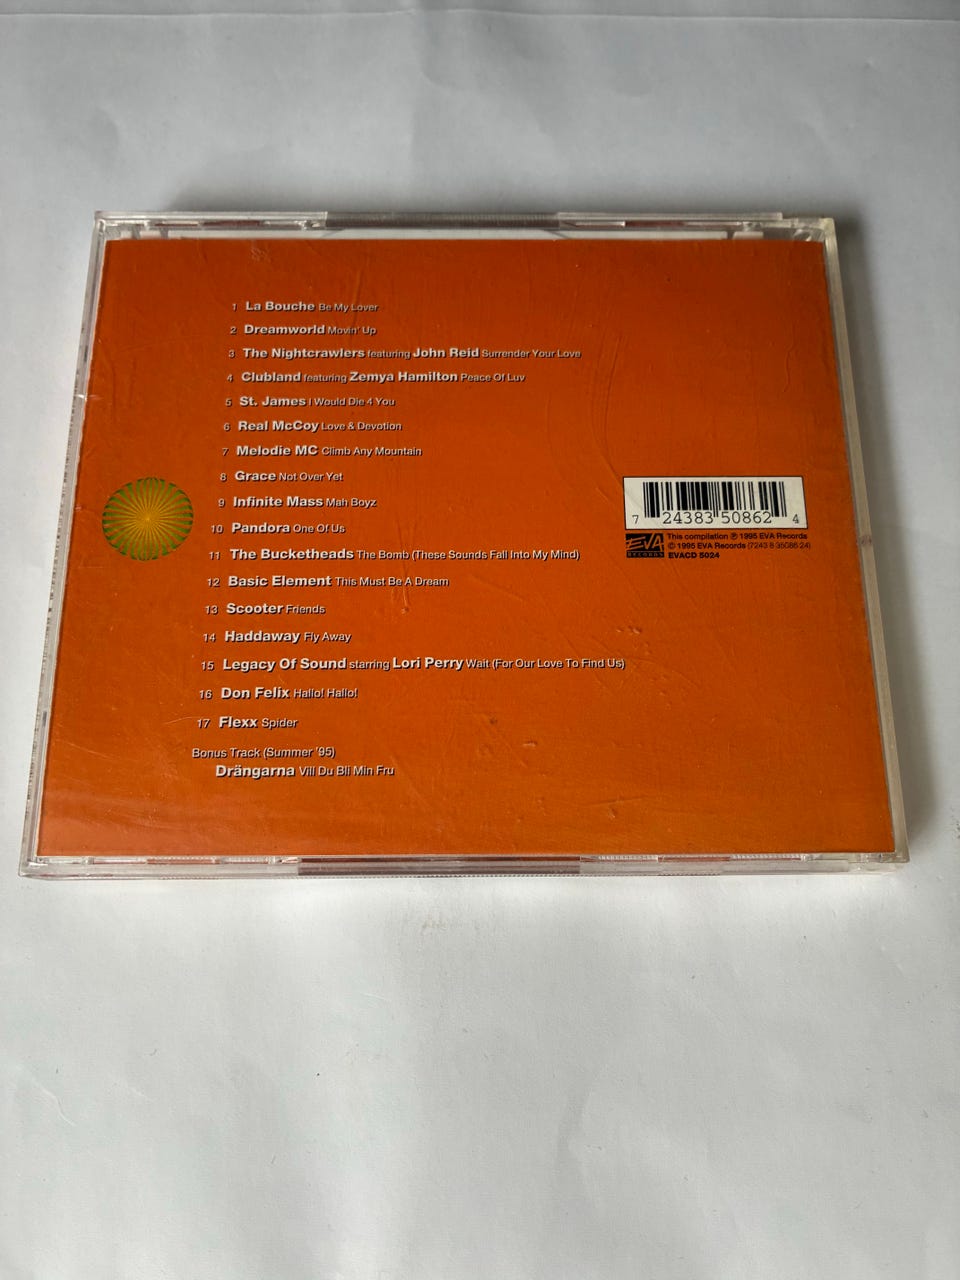 1 La Bouche Be My Lover
2 Dreamworld Movin' Up
3 The Nightcrawlers featuring John Reid Surrender Your Love
4 Clubland featuring Zemya Hamilton Peace Of Luv
5 St. James I Would Die 4 You
6 Real McCoy Love & Devotion
7 Melodie MC Climb Any Mountain
8 Grace Not Over Yet
9 Infinite Mass Mah Boyz
10 Pandora One Of Us
11 The Bucketheads The Bomb (These Sounds Fall Into My Mind)
12 Basic Element This Must Be A Dream
13 Scooter Friends
14 Haddaway Fly Away
15 Legacy Of Sound starring Lori Perry Wait (For Our Love To Find Us)
16 Don Felix Hallo! Hallo!
17 Flexx Spider
Bonus Track (Summer '95)
Drängarna Vill Du Bli Min Fru
7 24383 50862 4
EVA
RECORDS
This compilation ℗ 1995 EVA Records
© 1995 EVA Records (7243 8 35086 24)
EVACD 5024